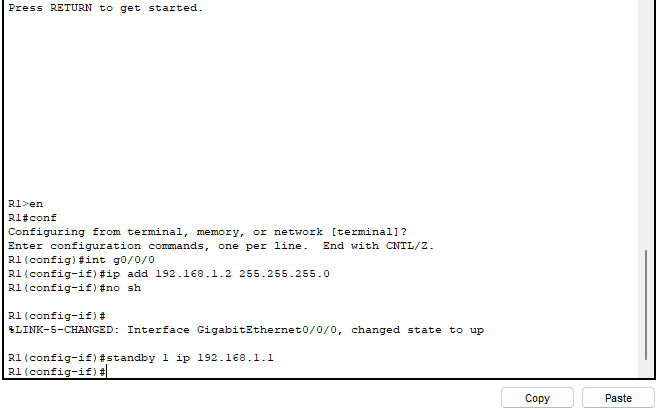 Press RETURN to get started.
R1>en
R1#conf
Configuring from terminal, memory, or network [terminal]?
Enter configuration commands, one per line.  End with CNTL/Z.
R1(config)#int g0/0/0
R1(config-if)#ip add 192.168.1.2 255.255.255.0
R1(config-if)#no sh
R1(config-if)#
%LINK-5-CHANGED: Interface GigabitEthernet0/0/0, changed state to up
R1(config-if)#standby 1 ip 192.168.1.1
R1(config-if)#
Copy
Paste